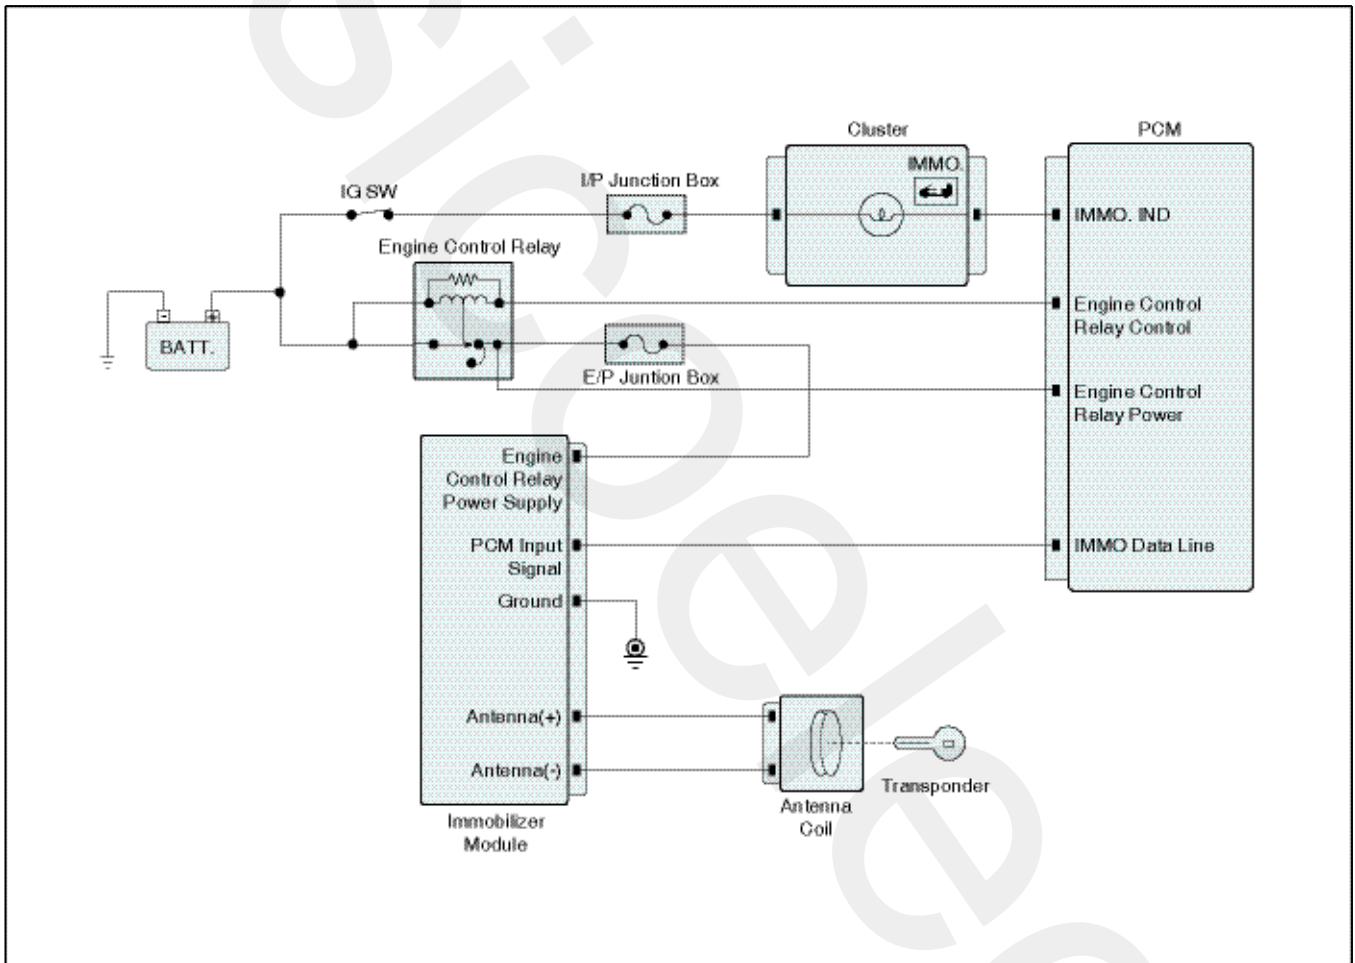 Cluster
PCM
IMMO.
I/P Junction Box
IG SW
IMMO. IND
Engine Control Relay
Engine Control
Relay Control
- +
BATT.
E/P Juntion Box
Engine Control
Relay Power
Engine
Control Relay
Power Supply
PCM Input
Signal
IMMO Data Line
Ground
Antenna(+)
Antenna(-)
Transponder
Antenna
Coil
Immobilizer
Module